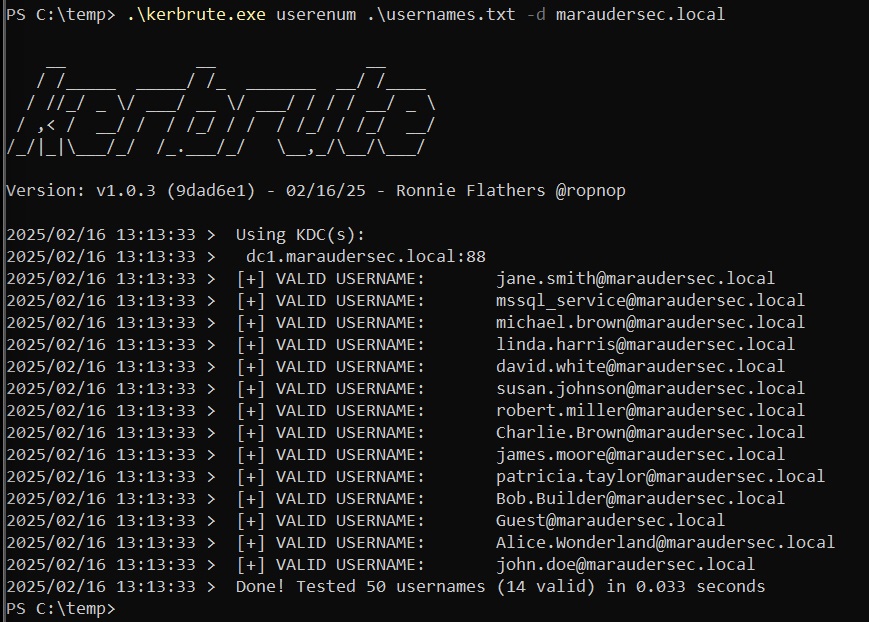 PS C:\temp> .\kerbrute.exe userenum .\usernames.txt -d maraudersec.local
    __             __               __
   / /_____  _____/ /_  _______  __/ /____
  / //_/ _ \/ ___/ __ \/ ___/ / / / __/ _ \
 / ,< /  __/ /  / /_/ / /  / /_/ / /_/  __/
/_/|_|\___/_/  /_.___/_/   \__,_/\__/\___/
Version: v1.0.3 (9dad6e1) - 02/16/25 - Ronnie Flathers @ropnop
2025/02/16 13:13:33 >  Using KDC(s):
2025/02/16 13:13:33 >   dc1.maraudersec.local:88
2025/02/16 13:13:33 >  [+] VALID USERNAME:       jane.smith@maraudersec.local
2025/02/16 13:13:33 >  [+] VALID USERNAME:       mssql_service@maraudersec.local
2025/02/16 13:13:33 >  [+] VALID USERNAME:       michael.brown@maraudersec.local
2025/02/16 13:13:33 >  [+] VALID USERNAME:       linda.harris@maraudersec.local
2025/02/16 13:13:33 >  [+] VALID USERNAME:       david.white@maraudersec.local
2025/02/16 13:13:33 >  [+] VALID USERNAME:       susan.johnson@maraudersec.local
2025/02/16 13:13:33 >  [+] VALID USERNAME:       robert.miller@maraudersec.local
2025/02/16 13:13:33 >  [+] VALID USERNAME:       Charlie.Brown@maraudersec.local
2025/02/16 13:13:33 >  [+] VALID USERNAME:       james.moore@maraudersec.local
2025/02/16 13:13:33 >  [+] VALID USERNAME:       patricia.taylor@maraudersec.local
2025/02/16 13:13:33 >  [+] VALID USERNAME:       Bob.Builder@maraudersec.local
2025/02/16 13:13:33 >  [+] VALID USERNAME:       Guest@maraudersec.local
2025/02/16 13:13:33 >  [+] VALID USERNAME:       Alice.Wonderland@maraudersec.local
2025/02/16 13:13:33 >  [+] VALID USERNAME:       john.doe@maraudersec.local
2025/02/16 13:13:33 >  Done! Tested 50 usernames (14 valid) in 0.033 seconds
PS C:\temp>